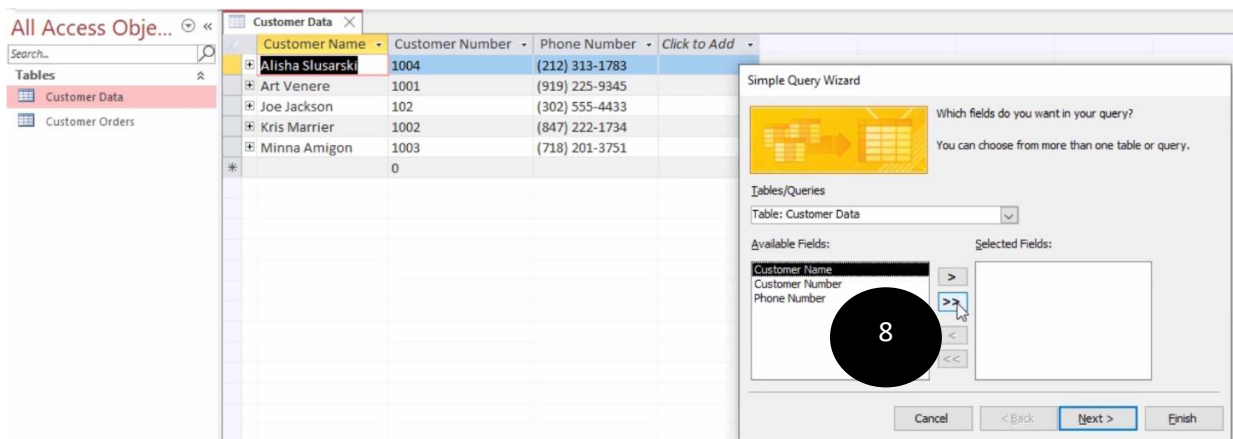 All Access Obje...
Search...
Tables
Customer Data
Customer Orders
Customer Data
Customer Name Customer Number Phone Number Click to Add
Alisha Slusarski 1004 (212) 313-1783
Art Venere 1001 (919) 225-9345
Joe Jackson 102 (302) 555-4433
Kris Marrier 1002 (847) 222-1734
Minna Amigon 1003 (718) 201-3751
* 0
Simple Query Wizard
Which fields do you want in your query?
You can choose from more than one table or query.
Tables/Queries
Table: Customer Data
Available Fields:
Customer Name
Customer Number
Phone Number
Selected Fields:
>
>>
<
<<
8
Cancel < Back Next > Finish